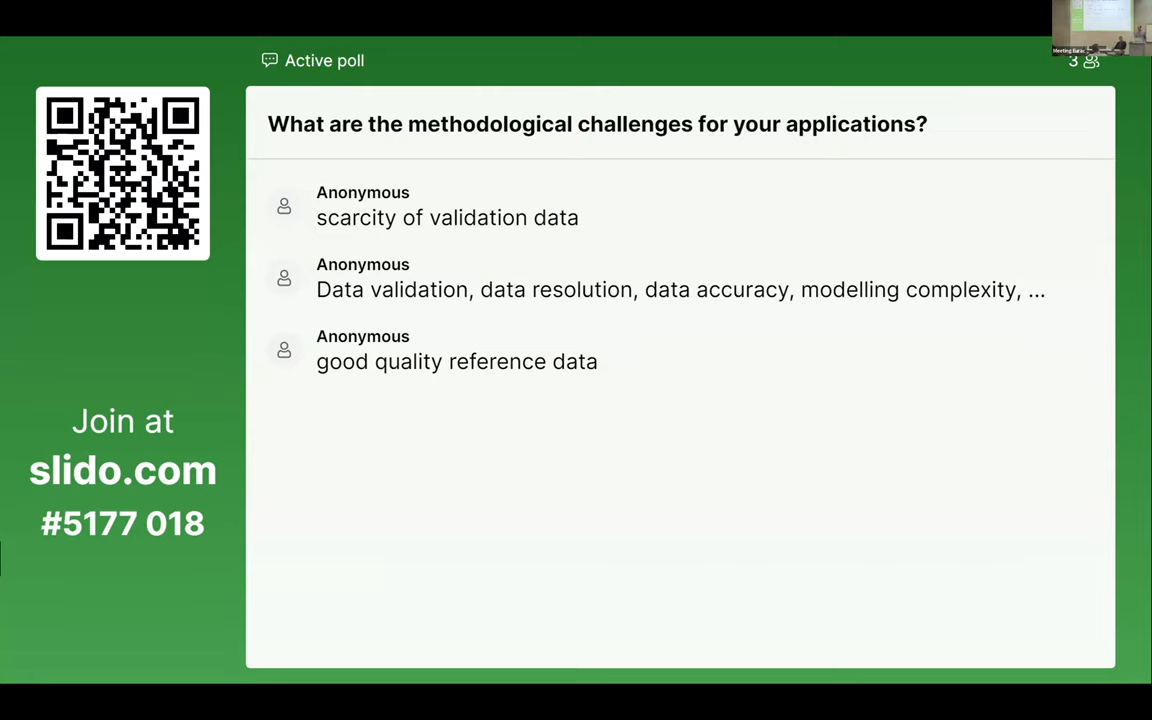 Active poll
3
Meeting
What are the methodological challenges for your applications?
Anonymous
scarcity of validation data
Anonymous
Data validation, data resolution, data accuracy, modelling complexity, ...
Anonymous
good quality reference data
Join at
slido.com
#5177 018